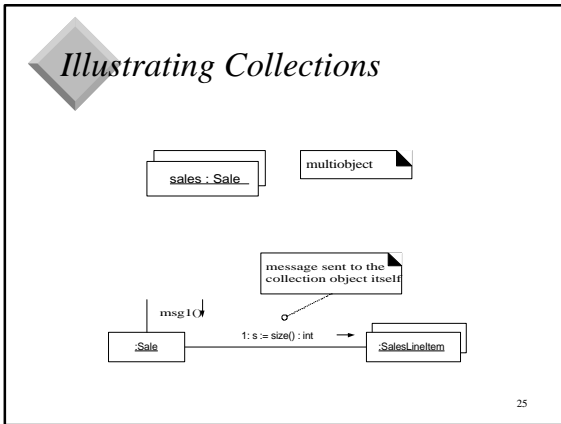 Illustrating Collections
sales : Sale
multiobject
message sent to the
collection object itself
msg1()
1: s := size() : int
:Sale
:SalesLineItem
25